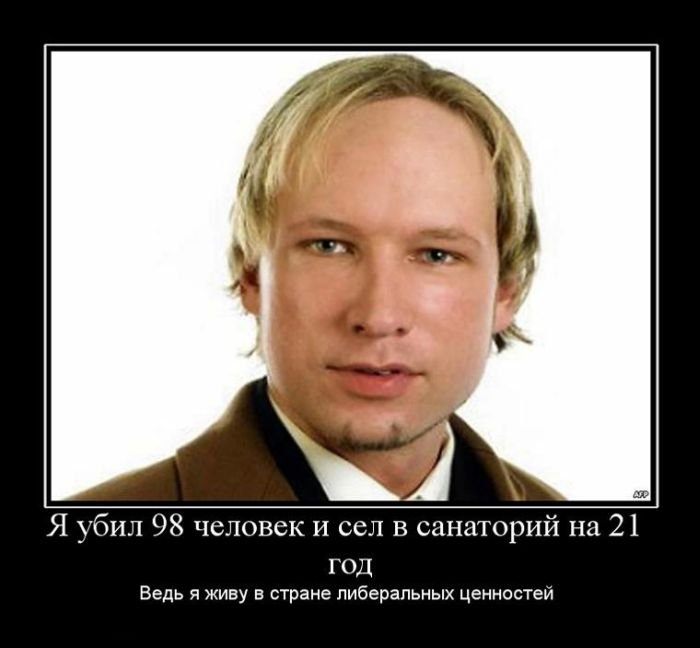 AFP
Я убил 98 человек и сел в санаторий на 21
год
Ведь я живу в стране либеральных ценностей